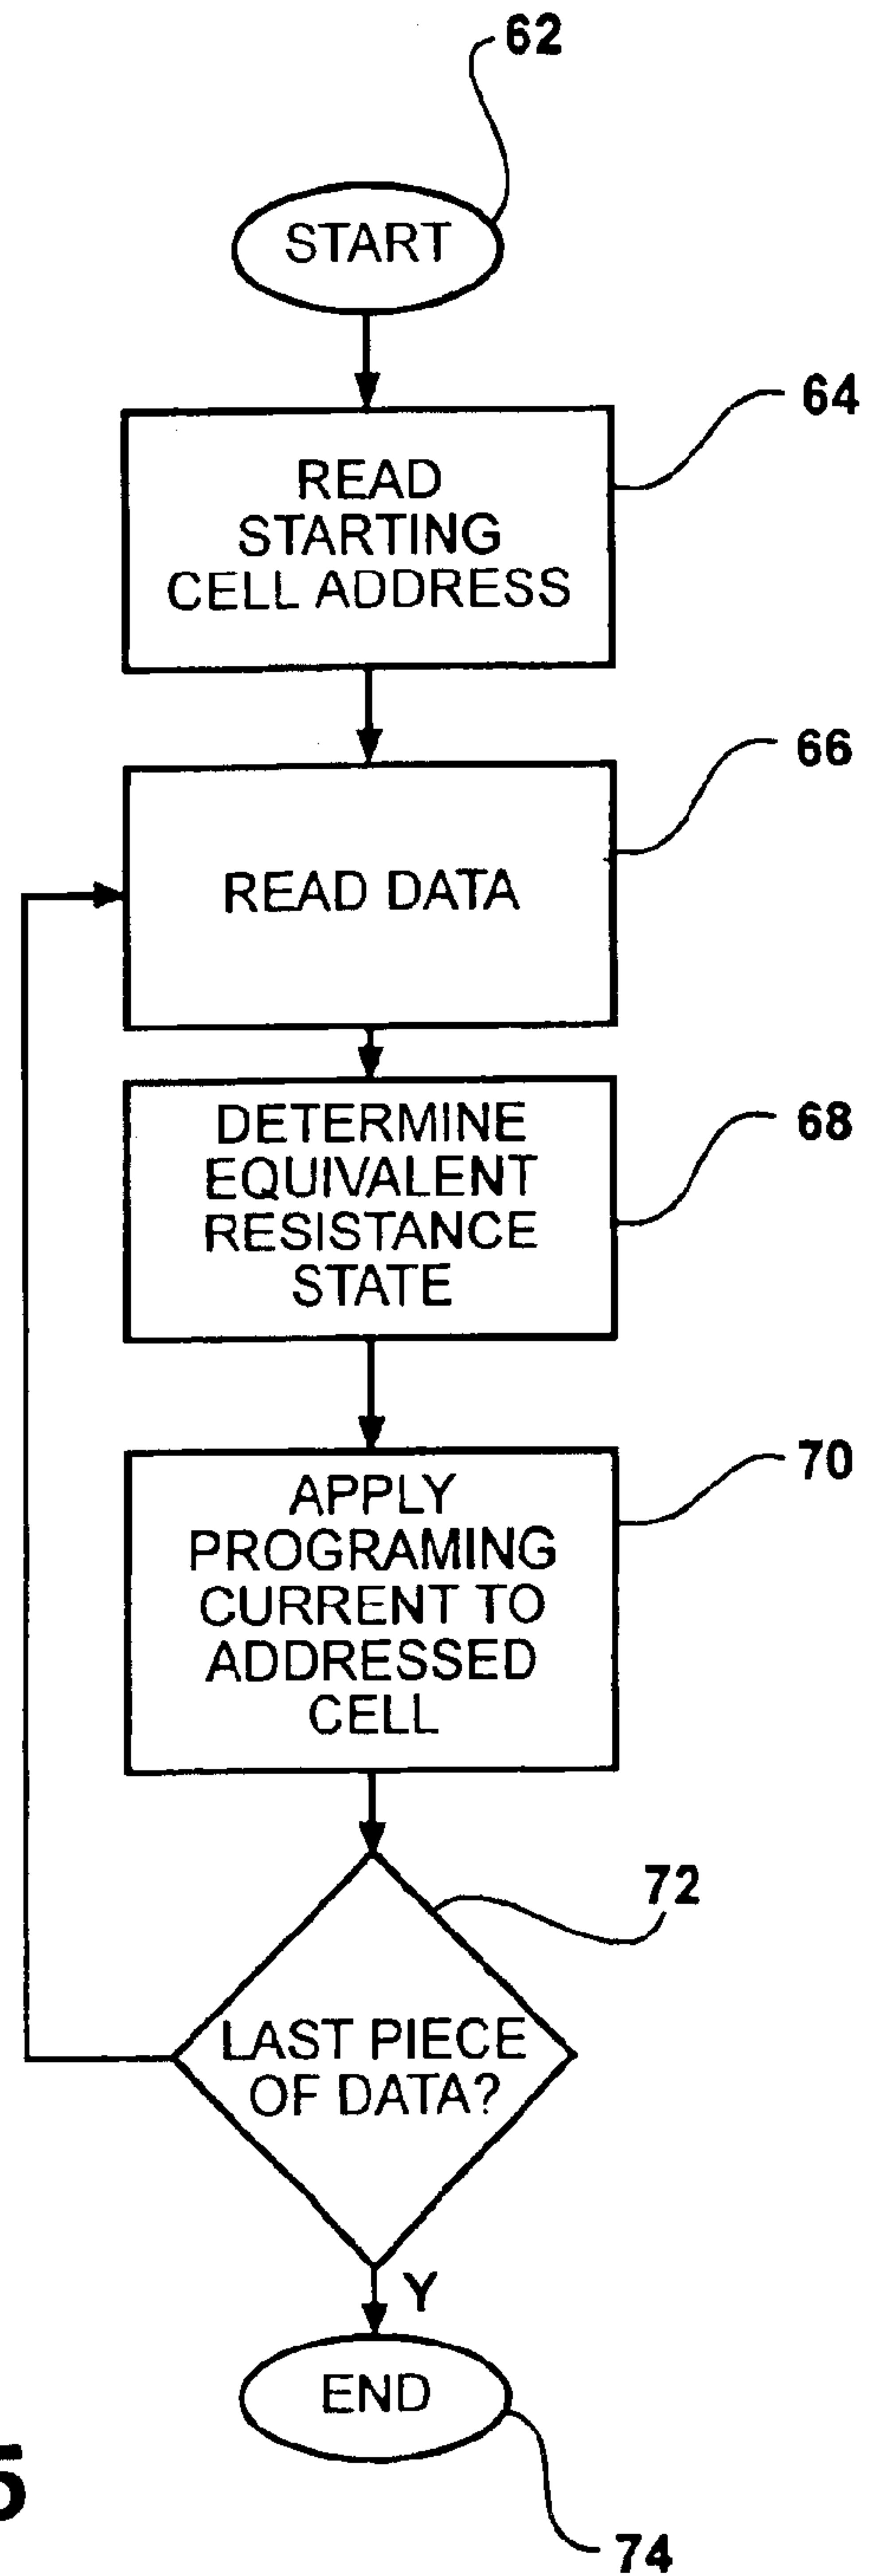 62
START
64
READ
STARTING
CELL ADDRESS
66
READ DATA
68
DETERMINE
EQUIVALENT
RESISTANCE
STATE
70
APPLY
PROGRAMING
CURRENT TO
ADDRESSED
CELL
72
LAST PIECE
OF DATA?
Y
END
5
74